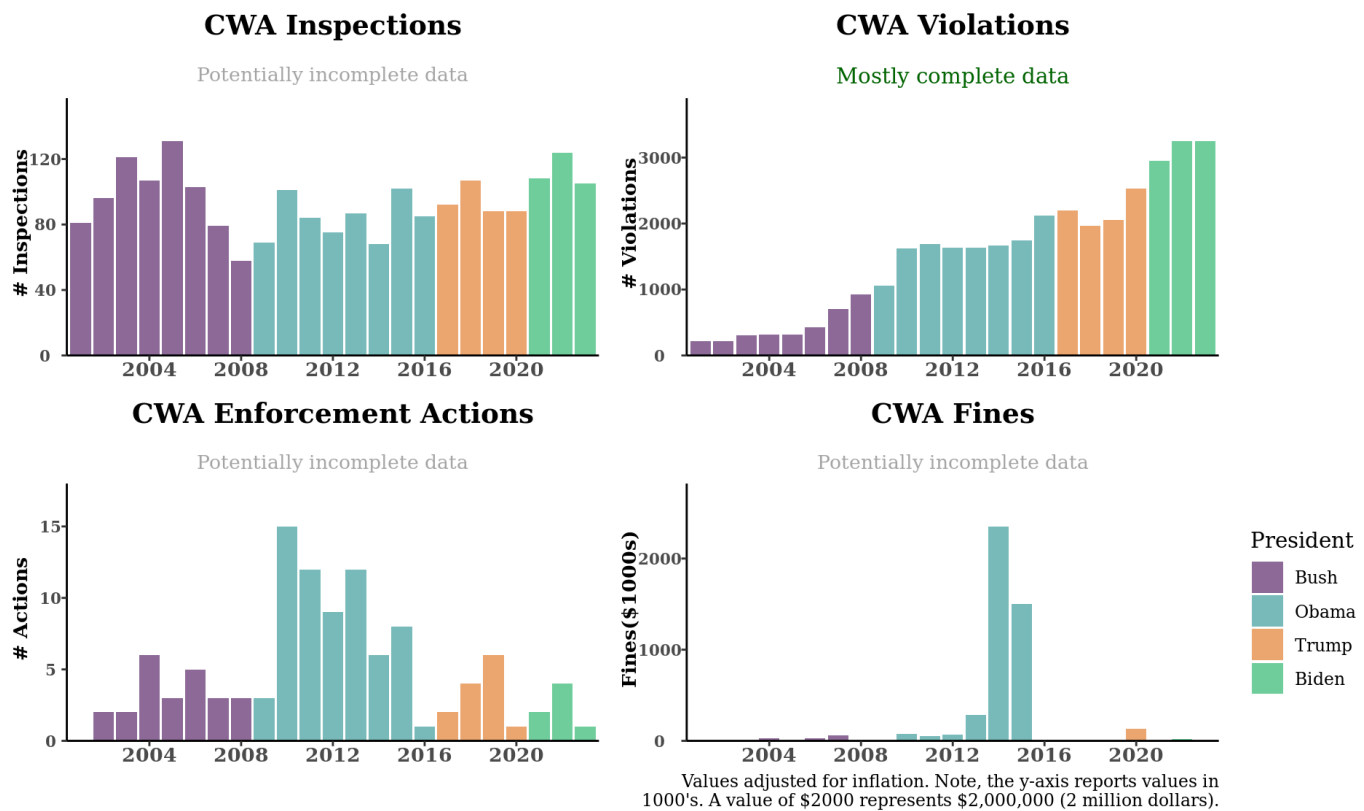 CWA Inspections
Potentially incomplete data
# Inspections
120
80
40
0
2004 2008 2012 2016 2020
CWA Violations
Mostly complete data
# Violations
3000
2000
1000
0
2004 2008 2012 2016 2020
CWA Enforcement Actions
Potentially incomplete data
# Actions
15
10
5
0
2004 2008 2012 2016 2020
CWA Fines
Potentially incomplete data
Fines($1000s)
2000
1000
0
2004 2008 2012 2016 2020
President
Bush
Obama
Trump
Biden
Values adjusted for inflation. Note, the y-axis reports values in
1000's. A value of $2000 represents $2,000,000 (2 million dollars).